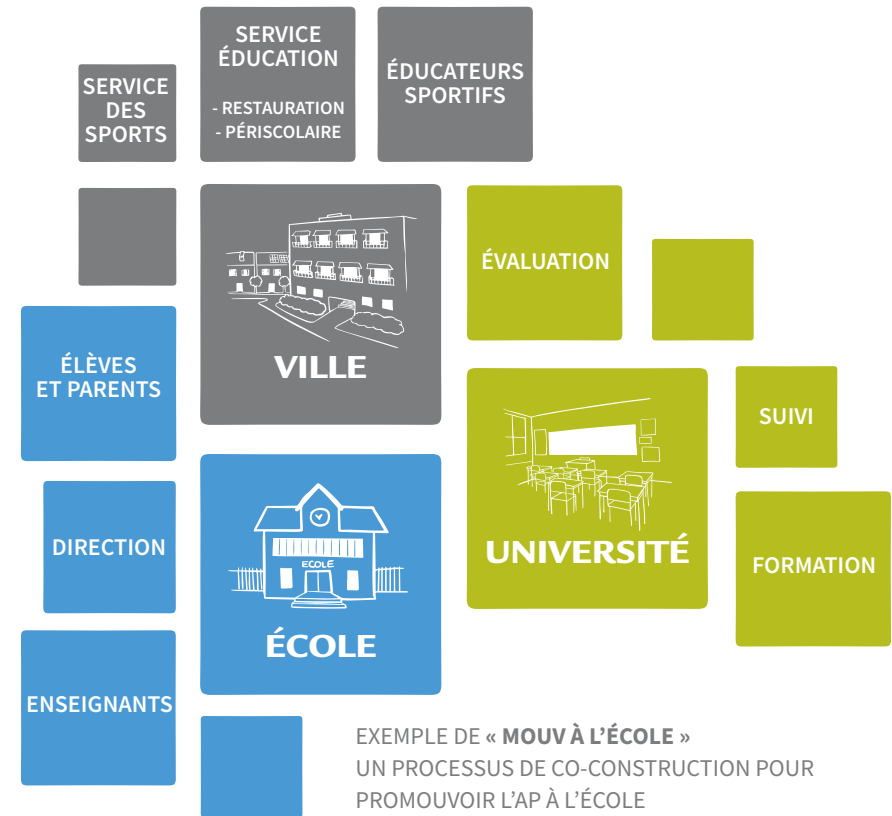 SERVICE
ÉDUCATION
- RESTAURATION
- PÉRISCOLAIRE
ÉDUCATEURS
SPORTIFS
SERVICE
DES
SPORTS
VILLE
ÉVALUATION
ÉLÈVES
ET PARENTS
SUIVI
DIRECTION
ECOLE
ÉCOLE
UNIVERSITÉ
FORMATION
ENSEIGNANTS
EXEMPLE DE « MOUV À L’ÉCOLE »
UN PROCESSUS DE CO-CONSTRUCTION POUR
PROMOUVOIR L’AP À L’ÉCOLE